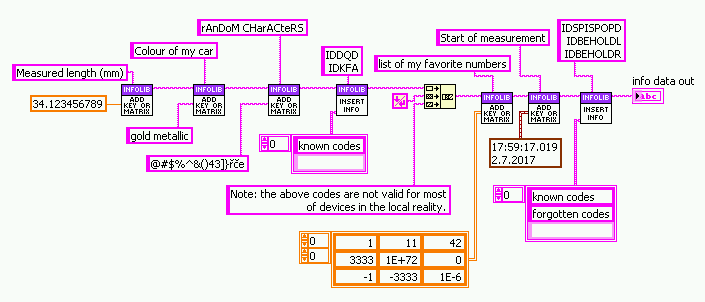 rAnDoM CHarACteRS
IDSPISPOPD
IDBEHOLDL
IDBEHOLDR
Colour of my car
IDDQD
IDKFA
Start of measurement
Measured length (mm)
list of my favorite numbers
info data out
INFOLIB
ADD
KEY OR
MATRIX
INFOLIB
ADD
KEY OR
MATRIX
INFOLIB
ADD
KEY OR
MATRIX
INFOLIB
INSERT
INFO
INFOLIB
ADD
KEY OR
MATRIX
INFOLIB
ADD
KEY OR
MATRIX
INFOLIB
INSERT
INFO
abc
34.123456789
gold metallic
@#$%^&()43]}řče
0
known codes
17:59:17.019
2.7.2017
Note: the above codes are not valid for most
of devices in the local reality.
0
known codes
forgotten codes
0
0
1 11 42
3333 1E+72 0
-1 -3333 1E-6